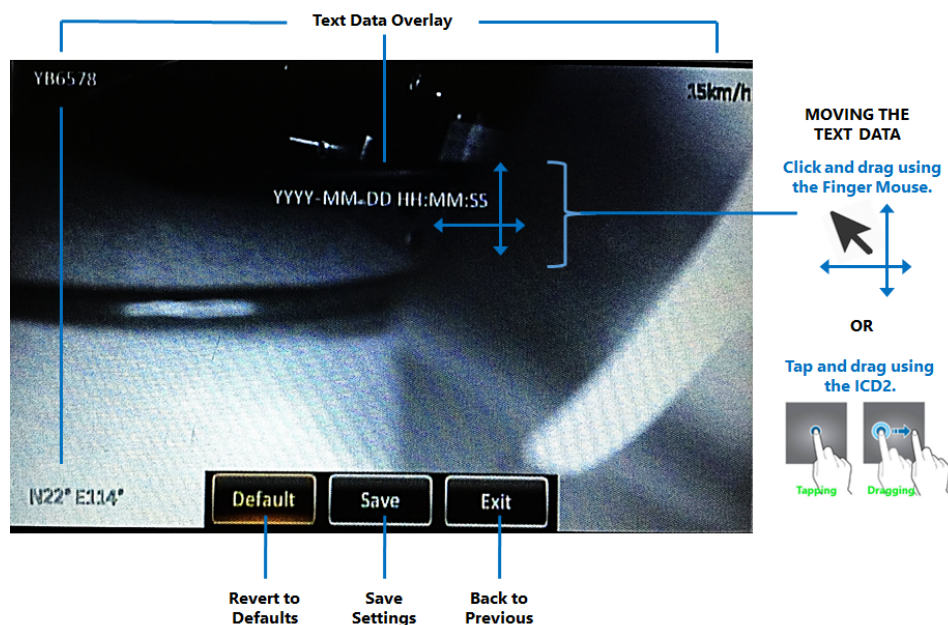 Text Data Overlay
YB6578
15km/h
YYYY-MM-DD HH:MM:SS
MOVING THE
TEXT DATA
Click and drag using
the Finger Mouse.
OR
Tap and drag using
the ICD2.
Tapping
Dragging
N22° E114°
Default
Save
Exit
Revert to
Defaults
Save
Settings
Back to
Previous